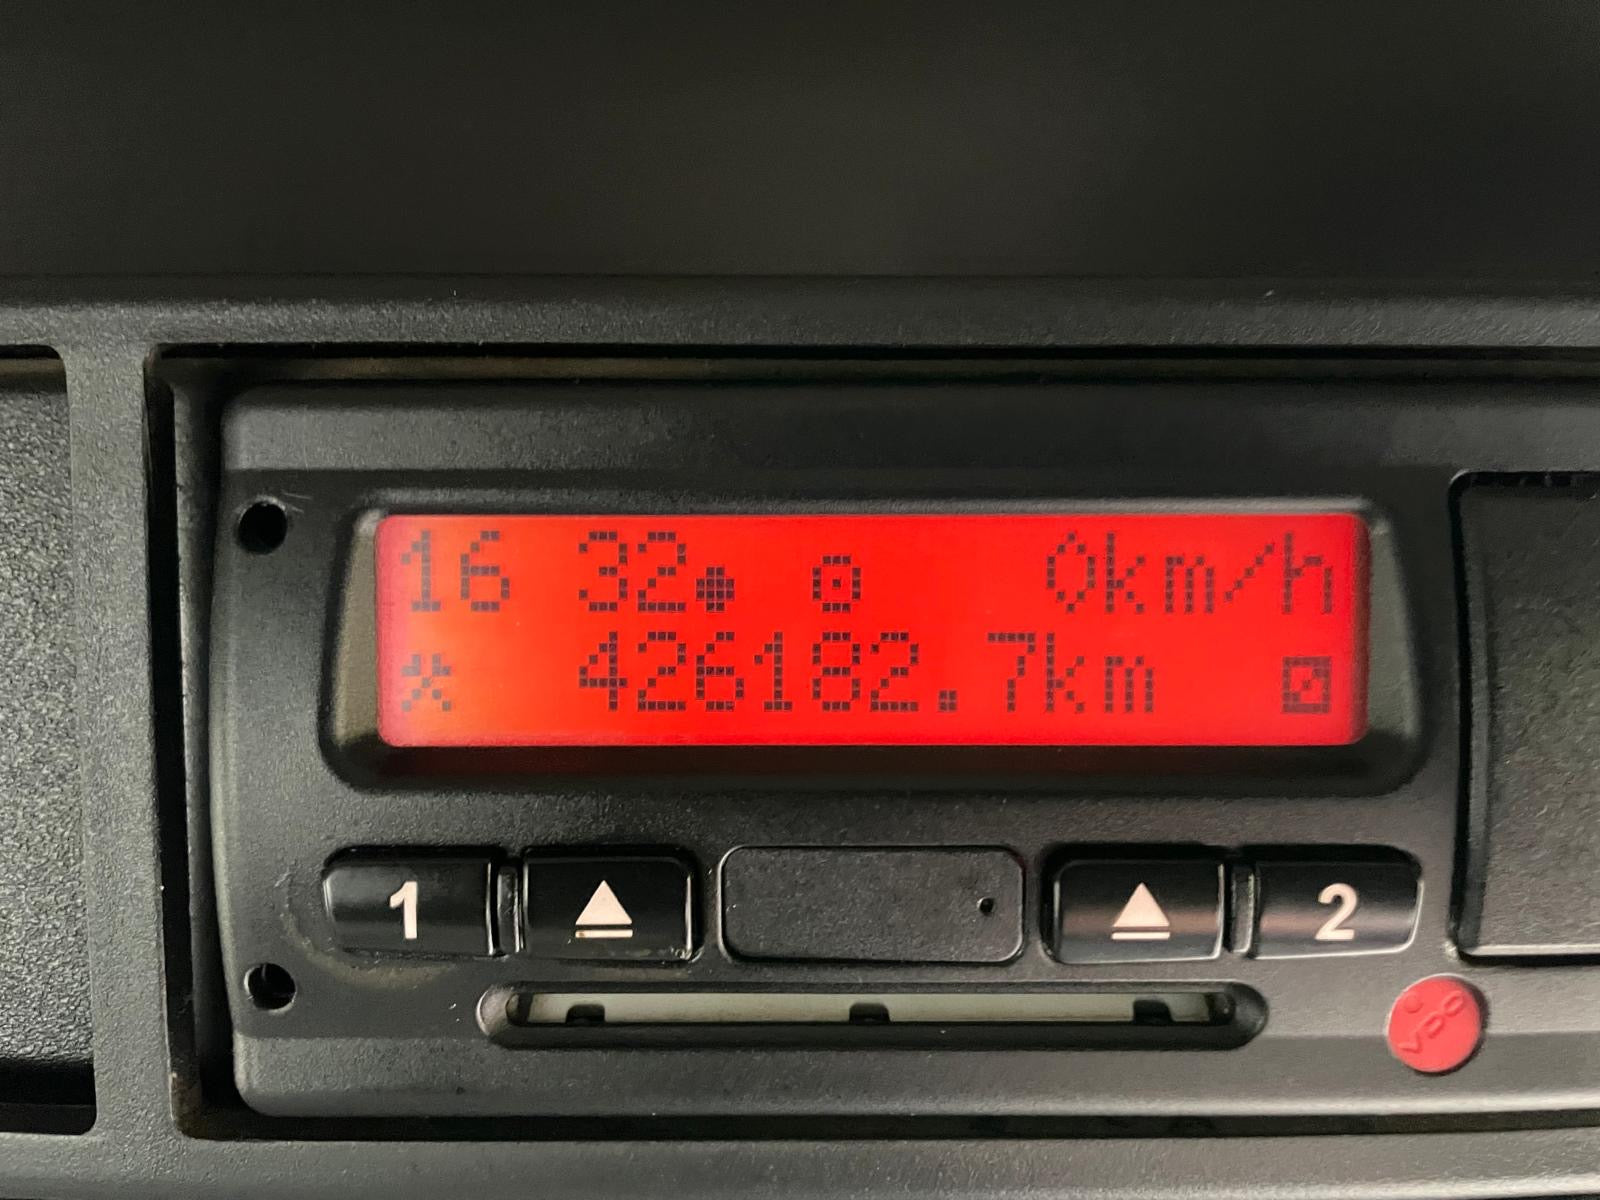 16 32● ⊙ 0km/h
426182.7km
1 2
VDO